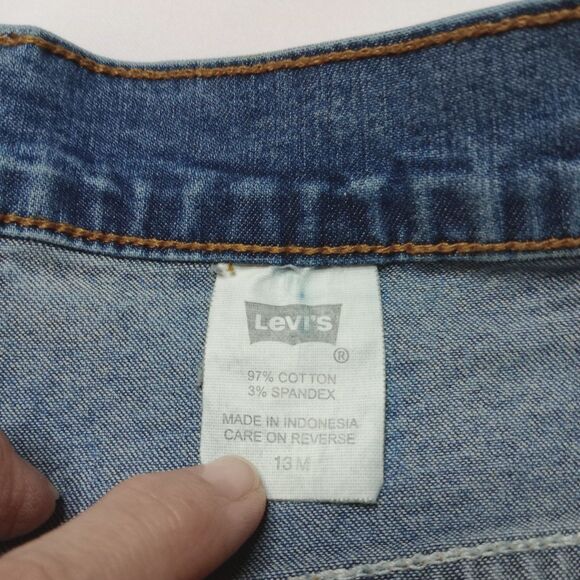 Levi's
®
97% COTTON
3% SPANDEX
MADE IN INDONESIA
CARE ON REVERSE
13 M